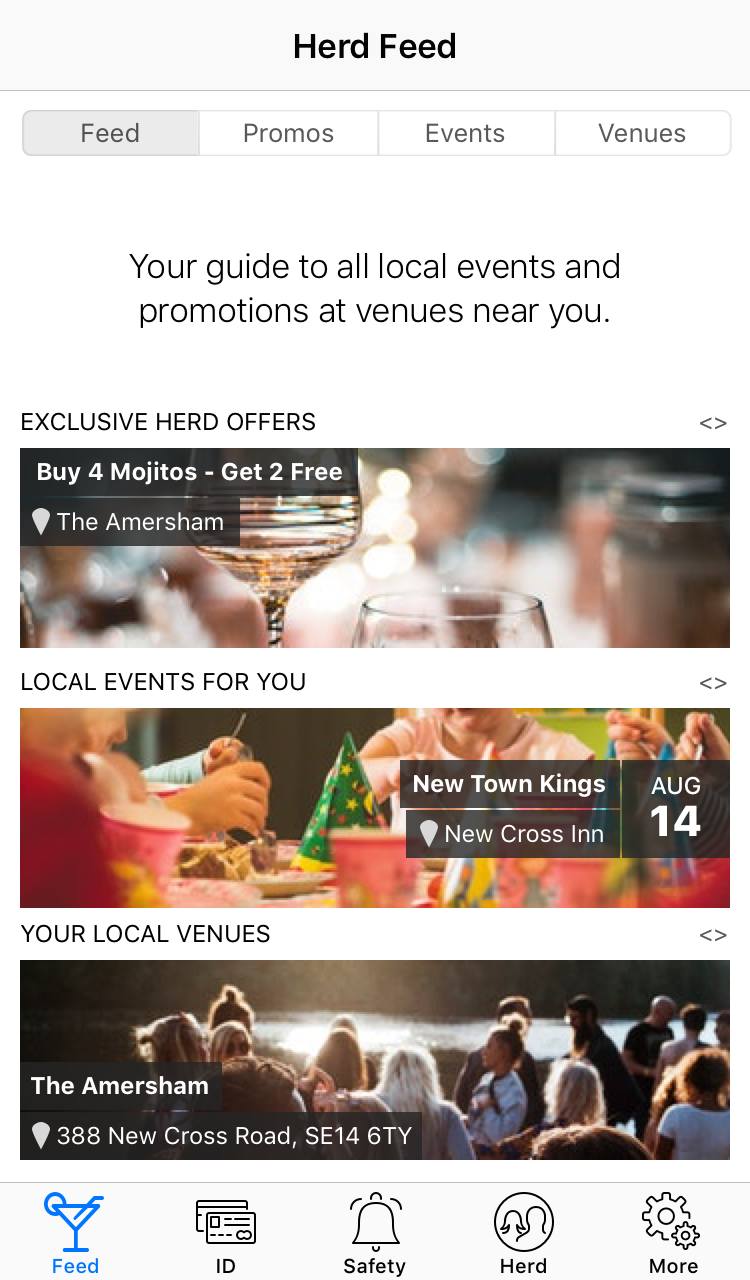 Herd Feed
Feed
Promos
Events
Venues
Your guide to all local events and
promotions at venues near you.
EXCLUSIVE HERD OFFERS
<>
Buy 4 Mojitos - Get 2 Free
The Amersham
LOCAL EVENTS FOR YOU
<>
New Town Kings
AUG
14
New Cross Inn
YOUR LOCAL VENUES
<>
The Amersham
388 New Cross Road, SE14 6TY
Feed
ID
Safety
Herd
More